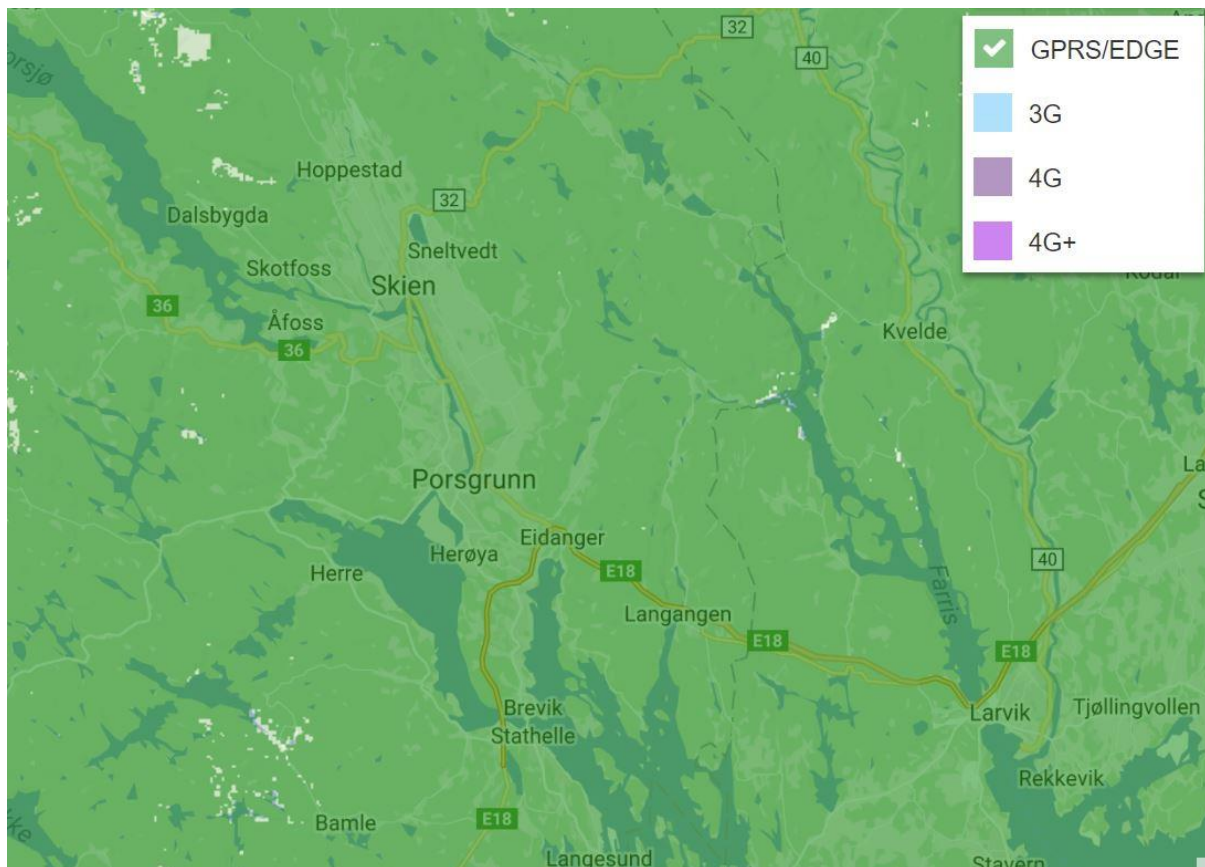 32
40
GPRS/EDGE
3G
4G
4G+
Hoppestad
32
Dalsbygda
Sneltvedt
Skotfoss
Skien
36
Åfoss
36
Kvelde
Porsgrunn
Eidanger
Herøya
40
Herre
E18
Farris
Langangen
E18
E18
Brevik
Larvik
Tjøllingvollen
Stathelle
Rekkevik
Bamle
E18
Langesund
Stavern